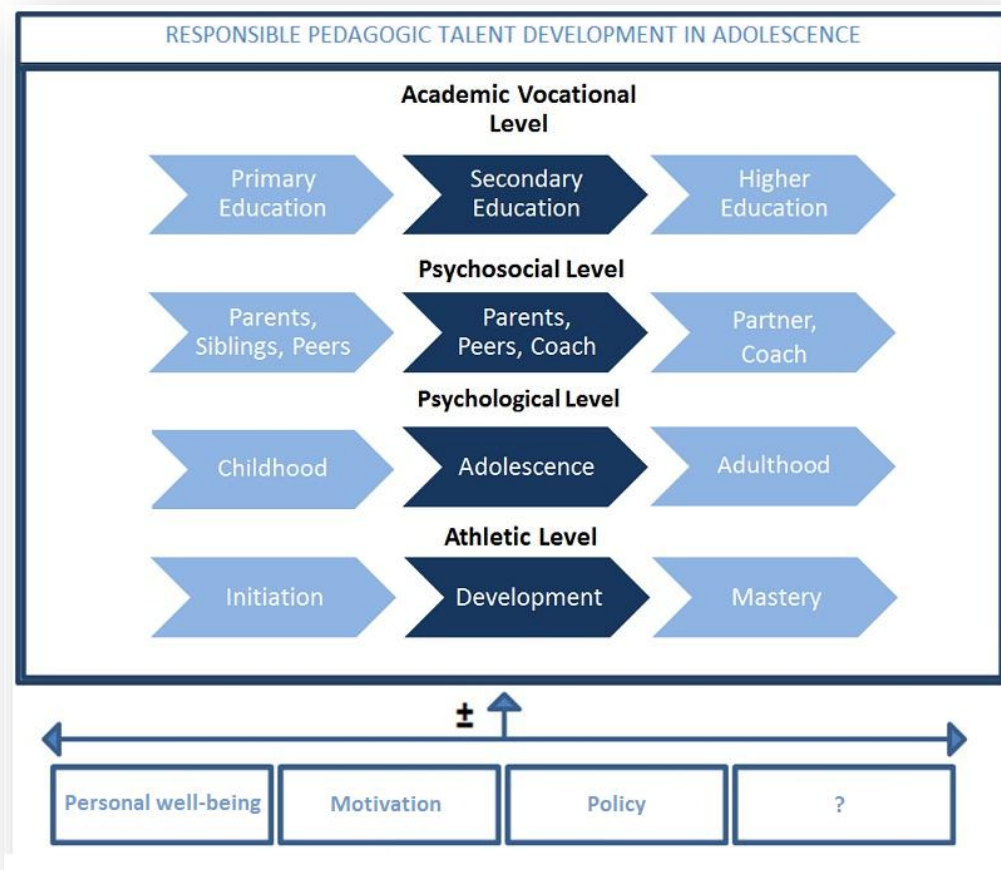 RESPONSIBLE PEDAGOGIC TALENT DEVELOPMENT IN ADOLESCENCE
Academic Vocational
Level
Primary
Education
Secondary
Education
Higher
Education
Psychosocial Level
Parents,
Siblings, Peers
Parents,
Peers, Coach
Partner,
Coach
Psychological Level
Childhood
Adolescence
Adulthood
Athletic Level
Initiation
Development
Mastery
±
Personal well-being
Motivation
Policy
?